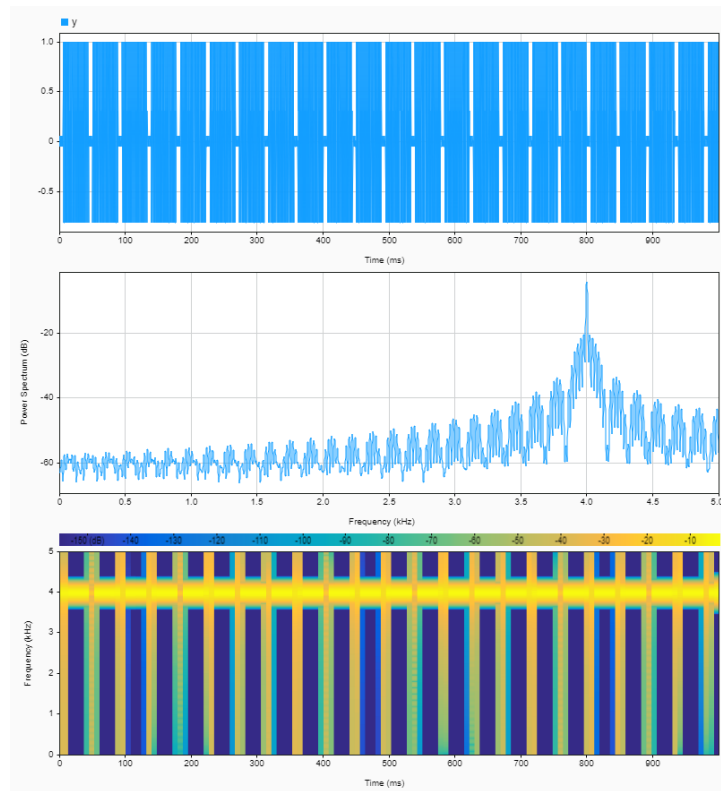 y
1.0
0.5
0
-0.5
0 100 200 300 400 500 600 700 800 900
Time (ms)
Power Spectrum (dB)
-20
-40
-60
0 0.5 1.0 1.5 2.0 2.5 3.0 3.5 4.0 4.5 5.0
Frequency (kHz)
-150 (dB) -140 -130 -120 -110 -100 -90 -80 -70 -60 -50 -40 -30 -20 -10
Frequency (kHz)
5
4
3
2
1
0
0 100 200 300 400 500 600 700 800 900
Time (ms)